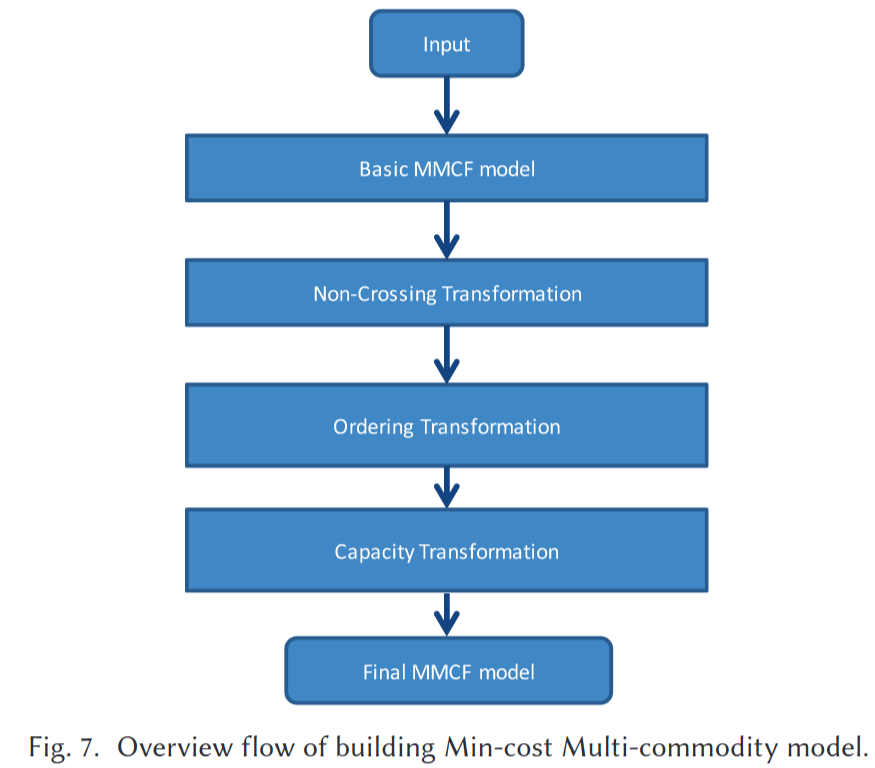 Input
Basic MMCF model
Non-Crossing Transformation
Ordering Transformation
Capacity Transformation
Final MMCF model
Fig. 7. Overview flow of building Min-cost Multi-commodity model.